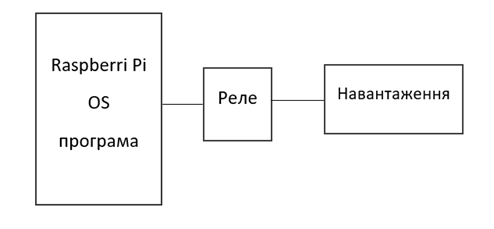 Raspberri Pi
OS
програма
Реле
Навантаження